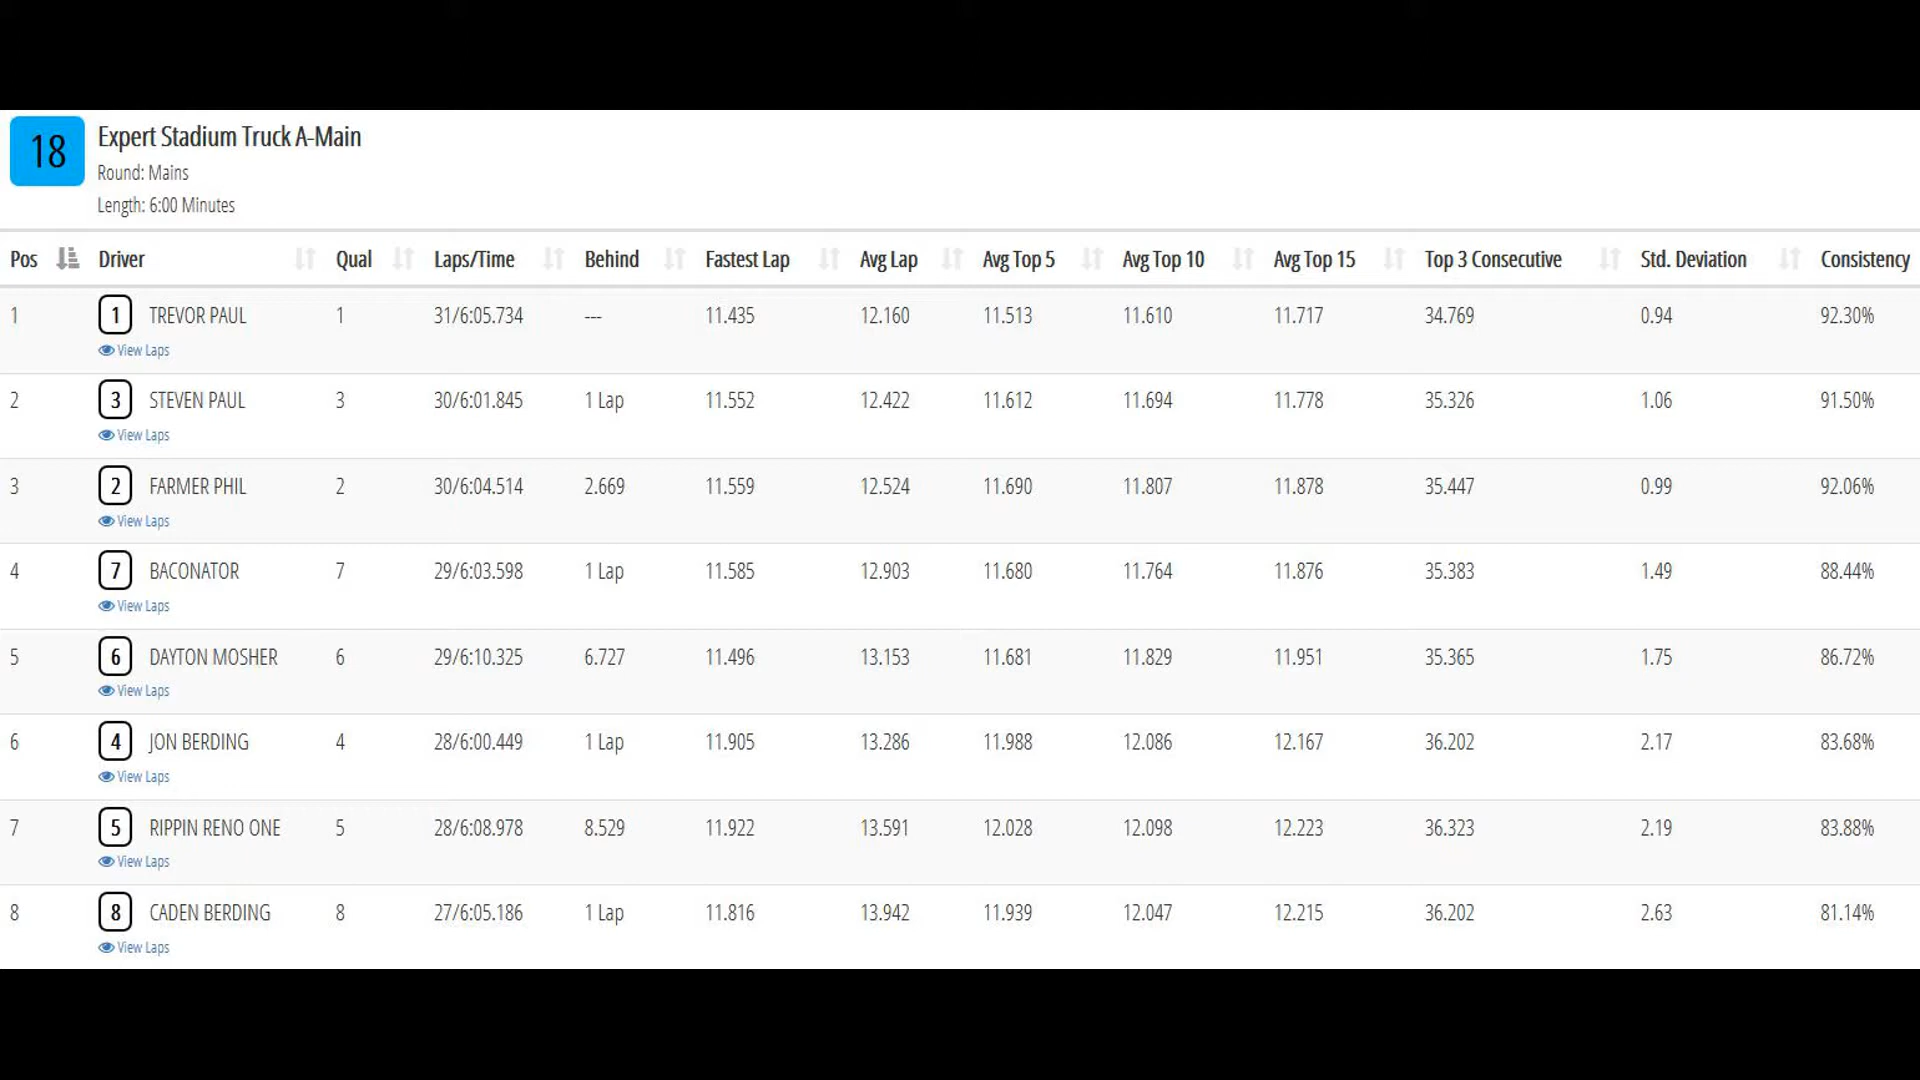 18
Expert Stadium Truck A-Main
Round: Mains
Length: 6:00 Minutes
Pos Driver Qual Laps/Time Behind Fastest Lap Avg Lap Avg Top 5 Avg Top 10 Avg Top 15 Top 3 Consecutive Std. Deviation Consistency
1 1 TREVOR PAUL 1 31/6:05.734 --- 11.435 12.160 11.513 11.610 11.717 34.769 0.94 92.30%
View Laps
2 3 STEVEN PAUL 3 30/6:01.845 1 Lap 11.552 12.422 11.612 11.694 11.778 35.326 1.06 91.50%
View Laps
3 2 FARMER PHIL 2 30/6:04.514 2.669 11.559 12.524 11.690 11.807 11.878 35.447 0.99 92.06%
View Laps
4 7 BACONATOR 7 29/6:03.598 1 Lap 11.585 12.903 11.680 11.764 11.876 35.383 1.49 88.44%
View Laps
5 6 DAYTON MOSHER 6 29/6:10.325 6.727 11.496 13.153 11.681 11.829 11.951 35.365 1.75 86.72%
View Laps
6 4 JON BERDING 4 28/6:00.449 1 Lap 11.905 13.286 11.988 12.086 12.167 36.202 2.17 83.68%
View Laps
7 5 RIPPIN RENO ONE 5 28/6:08.978 8.529 11.922 13.591 12.028 12.098 12.223 36.323 2.19 83.88%
View Laps
8 8 CADEN BERDING 8 27/6:05.186 1 Lap 11.816 13.942 11.939 12.047 12.215 36.202 2.63 81.14%
View Laps